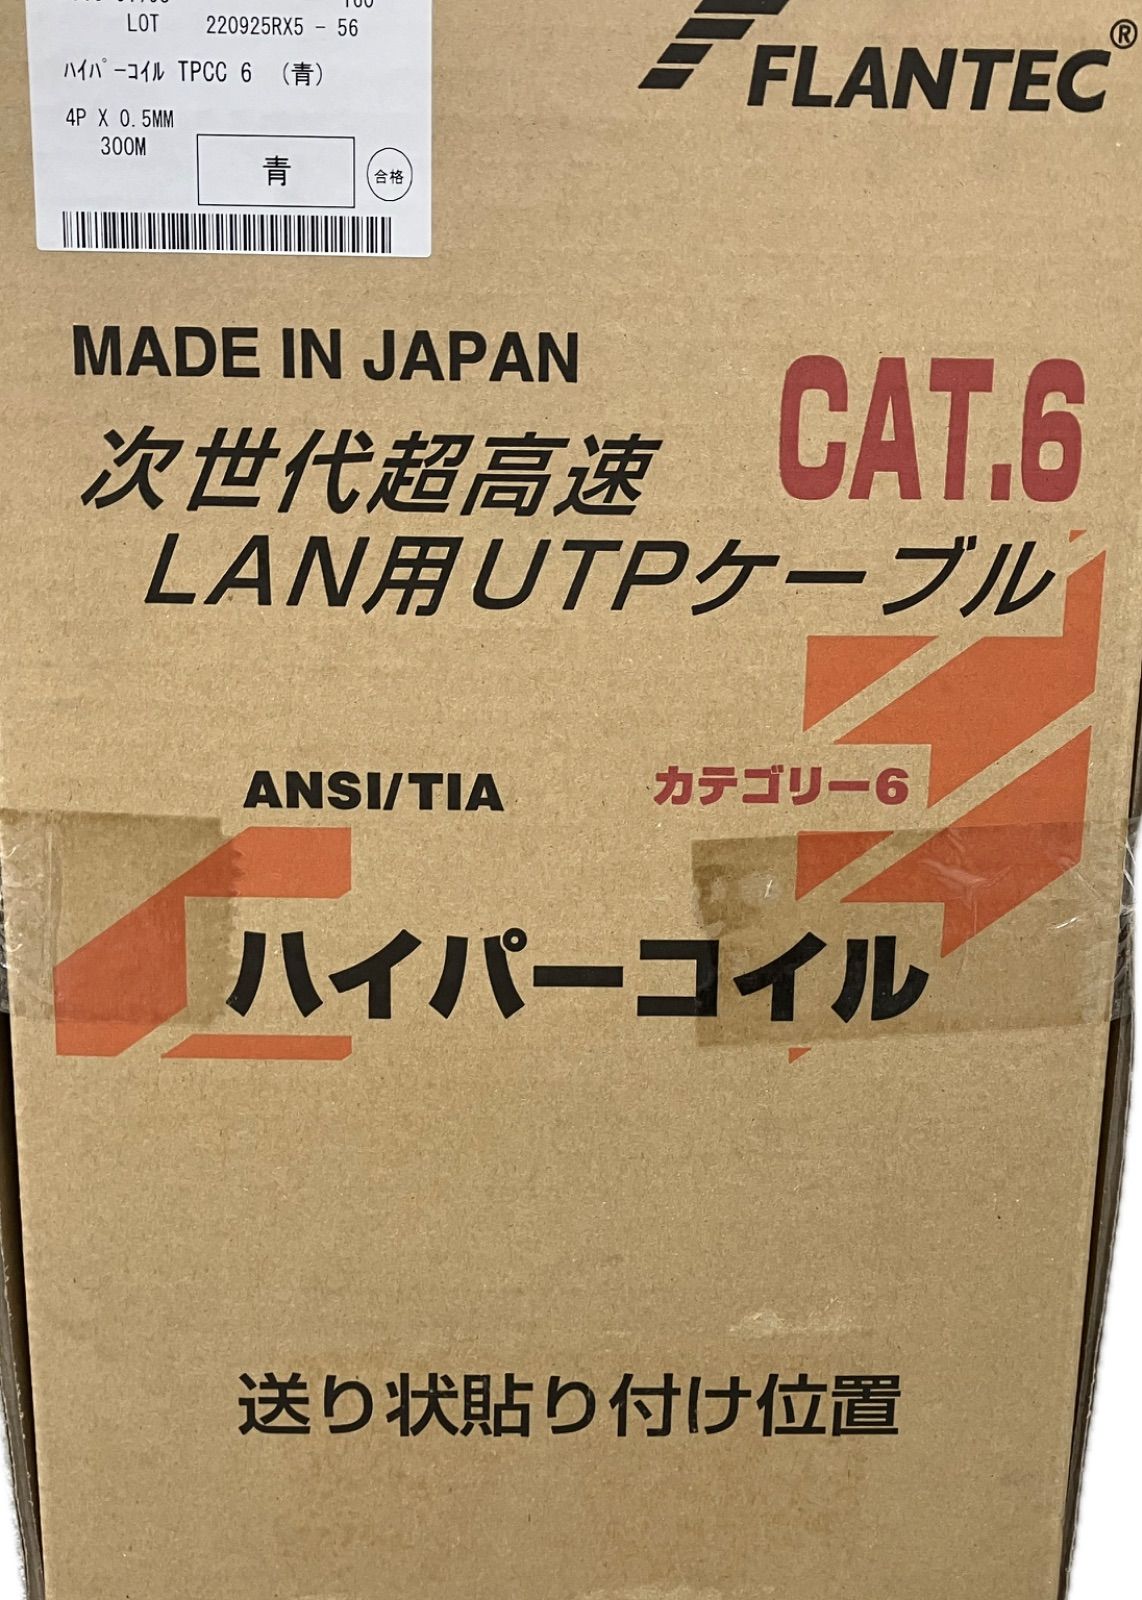 LOT 220925RX5 - 56
ﾊｲﾊﾟｰｺｲﾙ TPCC 6 (青)
4P X 0.5MM
300M
青
合格
FLANTEC®
MADE IN JAPAN
CAT.6
次世代超高速
LAN用UTPケーブル
ANSI/TIA
カテゴリー6
ハイパーコイル
送り状貼り付け位置